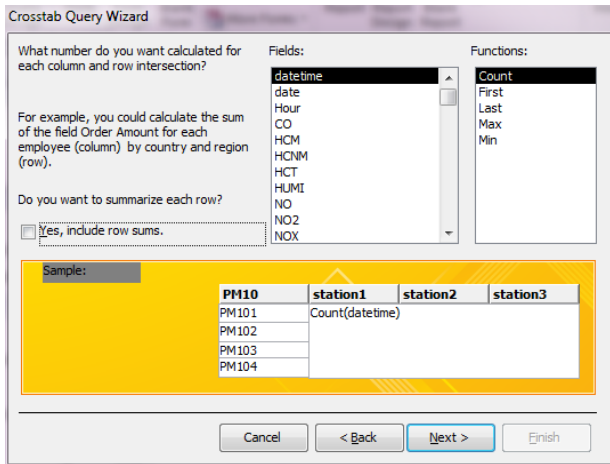 Crosstab Query Wizard
What number do you want calculated for
each column and row intersection?
For example, you could calculate the sum
of the field Order Amount for each
employee (column) by country and region
(row).
Do you want to summarize each row?
Yes, include row sums.
Fields:
datetime
date
Hour
CO
HCM
HCNM
HCT
HUMI
NO
NO2
NOX
Functions:
Count
First
Last
Max
Min
Sample:
PM10 station1 station2 station3
PM101 Count(datetime)
PM102
PM103
PM104
Cancel < Back Next > Finish